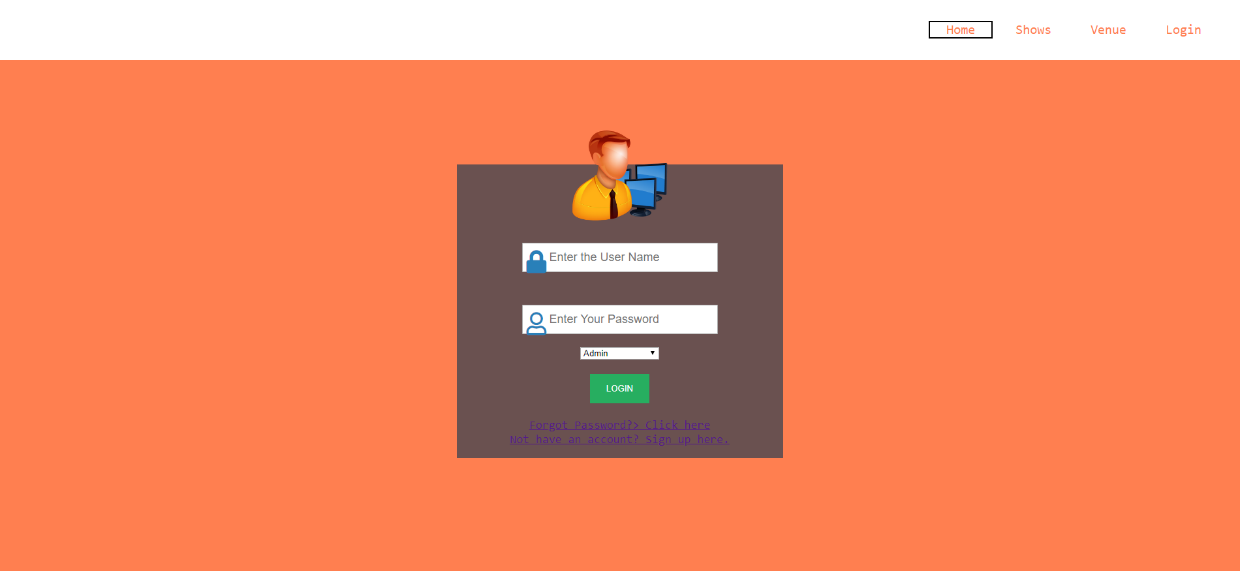 Home Shows Venue Login
Enter the User Name
Enter Your Password
Admin
LOGIN
Forgot Password?> Click here
Not have an account? Sign up here.